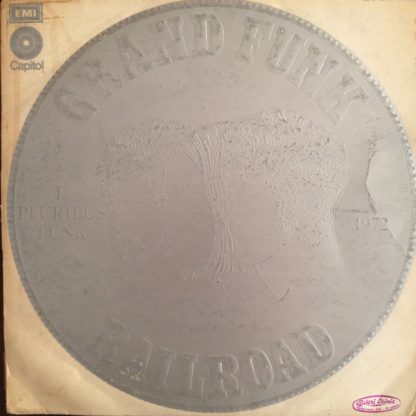 EMI
Capitol
GRAND FUNK
E
PLURIBUS
FUNK
1972
RAILROAD